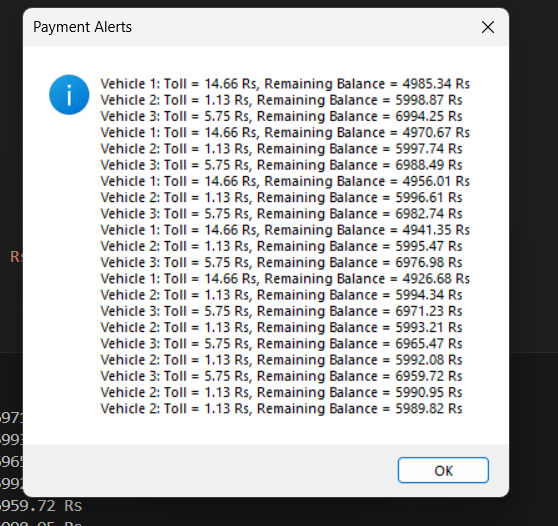 Payment Alerts
Vehicle 1: Toll = 14.66 Rs, Remaining Balance = 4985.34 Rs
Vehicle 2: Toll = 1.13 Rs, Remaining Balance = 5998.87 Rs
Vehicle 3: Toll = 5.75 Rs, Remaining Balance = 6994.25 Rs
Vehicle 1: Toll = 14.66 Rs, Remaining Balance = 4970.67 Rs
Vehicle 2: Toll = 1.13 Rs, Remaining Balance = 5997.74 Rs
Vehicle 3: Toll = 5.75 Rs, Remaining Balance = 6988.49 Rs
Vehicle 1: Toll = 14.66 Rs, Remaining Balance = 4956.01 Rs
Vehicle 2: Toll = 1.13 Rs, Remaining Balance = 5996.61 Rs
Vehicle 3: Toll = 5.75 Rs, Remaining Balance = 6982.74 Rs
Vehicle 1: Toll = 14.66 Rs, Remaining Balance = 4941.35 Rs
Vehicle 2: Toll = 1.13 Rs, Remaining Balance = 5995.47 Rs
Vehicle 3: Toll = 5.75 Rs, Remaining Balance = 6976.98 Rs
Vehicle 1: Toll = 14.66 Rs, Remaining Balance = 4926.68 Rs
Vehicle 2: Toll = 1.13 Rs, Remaining Balance = 5994.34 Rs
Vehicle 3: Toll = 5.75 Rs, Remaining Balance = 6971.23 Rs
Vehicle 2: Toll = 1.13 Rs, Remaining Balance = 5993.21 Rs
Vehicle 3: Toll = 5.75 Rs, Remaining Balance = 6965.47 Rs
Vehicle 2: Toll = 1.13 Rs, Remaining Balance = 5992.08 Rs
Vehicle 3: Toll = 5.75 Rs, Remaining Balance = 6959.72 Rs
Vehicle 2: Toll = 1.13 Rs, Remaining Balance = 5990.95 Rs
Vehicle 2: Toll = 1.13 Rs, Remaining Balance = 5989.82 Rs
OK
Rs
5959.72 Rs